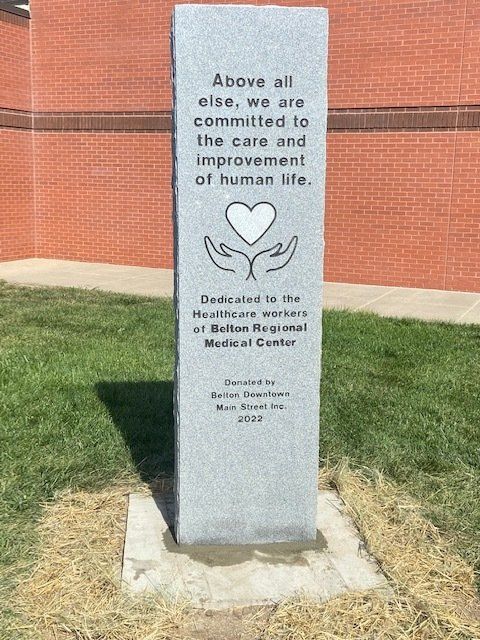 Above all
else, we are
committed to
the care and
improvement
of human life.
Dedicated to the
Healthcare workers
of Belton Regional
Medical Center
Donated by
Belton Downtown
Main Street Inc.
2022